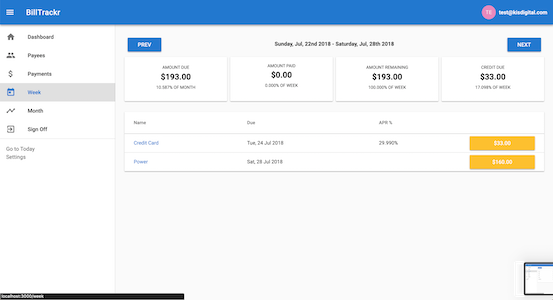 BillTrackr
TS
test@kiodigital.com
Dashboard
Payees
Payments
Week
Month
Sign Off
Go to Today
Settings
PREV
Sunday, Jul, 22nd 2018 - Saturday, Jul, 28th 2018
NEXT
AMOUNT DUE
$193.00
10.587% OF MONTH
AMOUNT PAID
$0.00
0.000% OF WEEK
AMOUNT REMAINING
$193.00
100.000% OF WEEK
CREDIT DUE
$33.00
17.098% OF WEEK
Name Due APR %
Credit Card Tue, 24 Jul 2018 29.990% $33.00
Power Sat, 28 Jul 2018 $160.00
localhost:3000/week